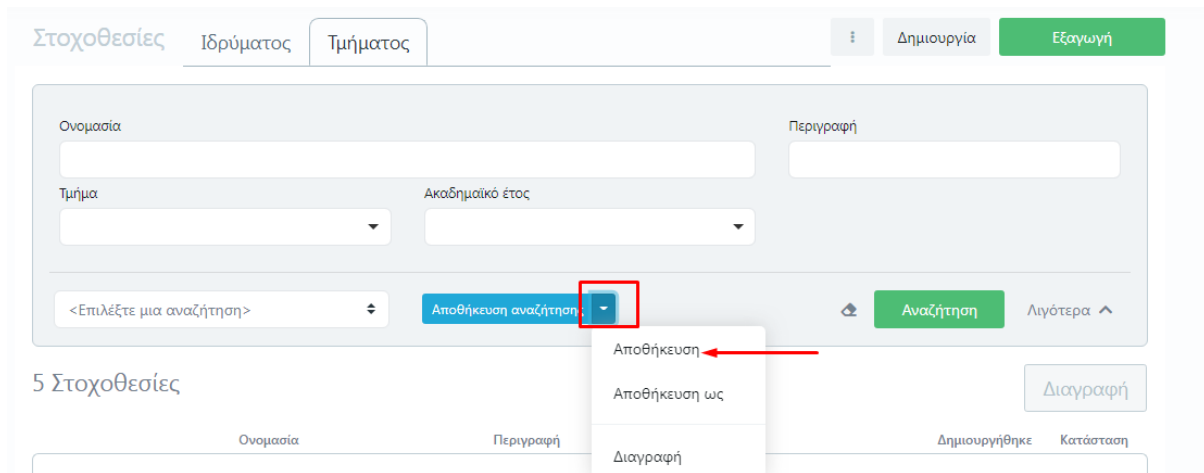 Στοχοθεσίες Ιδρύματος Τμήματος Δημιουργία Εξαγωγή
Ονομασία Περιγραφή
Τμήμα Ακαδημαϊκό έτος
<Επιλέξτε μια αναζήτηση> Αποθήκευση αναζήτησης Αναζήτηση Λιγότερα
Αποθήκευση
5 Στοχοθεσίες Αποθήκευση ως Διαγραφή
Ονομασία Περιγραφή Δημιουργήθηκε Κατάσταση
Διαγραφή